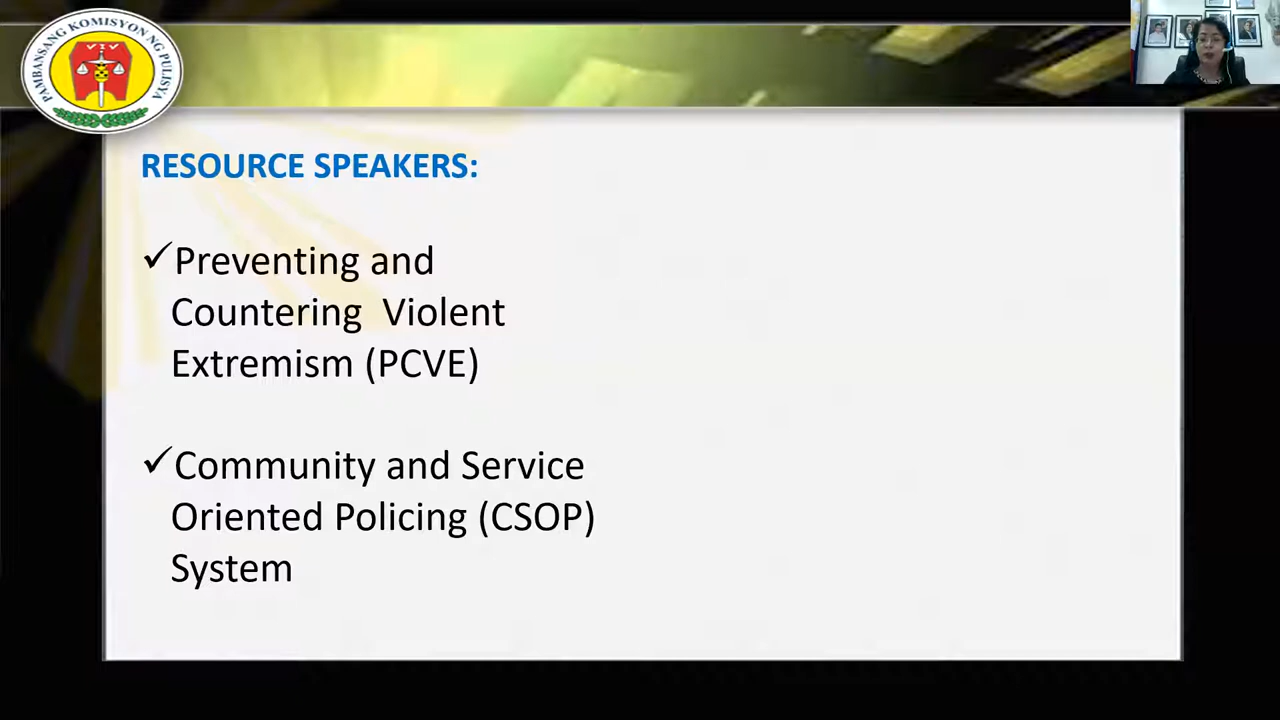 PAMBANSANG KOMISYON NG PULISYA
RESOURCE SPEAKERS:
✓Preventing and
Countering Violent
Extremism (PCVE)
✓Community and Service
Oriented Policing (CSOP)
System